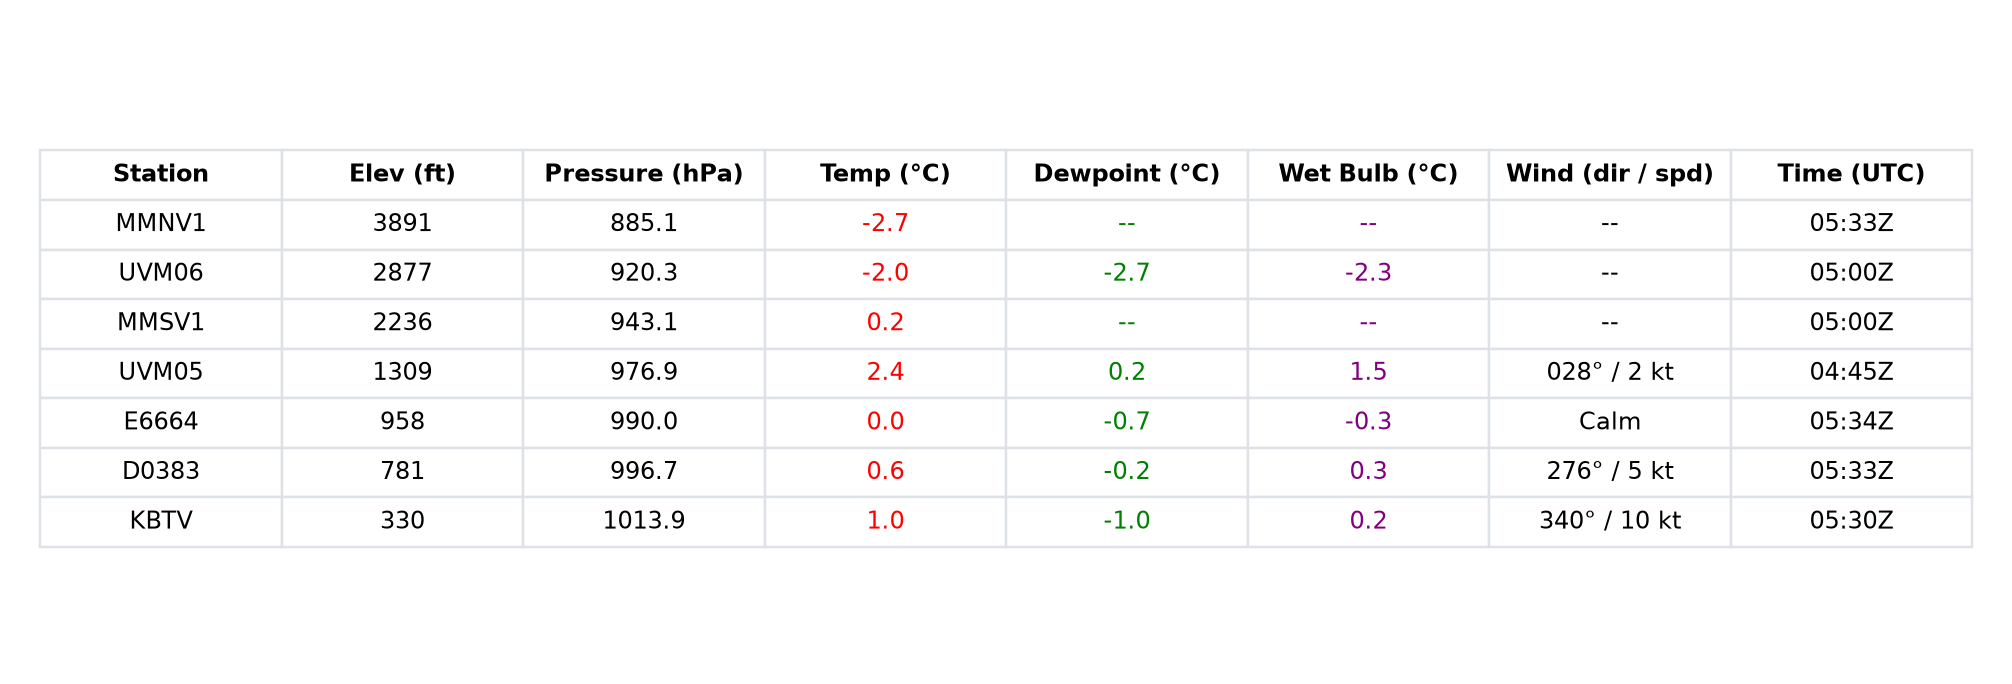 Station Elev (ft) Pressure (hPa) Temp (°C) Dewpoint (°C) Wet Bulb (°C) Wind (dir / spd) Time (UTC)
MMNV1 3891 885.1 -2.7 -- -- -- 05:33Z
UVM06 2877 920.3 -2.0 -2.7 -2.3 -- 05:00Z
MMSV1 2236 943.1 0.2 -- -- -- 05:00Z
UVM05 1309 976.9 2.4 0.2 1.5 028° / 2 kt 04:45Z
E6664 958 990.0 0.0 -0.7 -0.3 Calm 05:34Z
D0383 781 996.7 0.6 -0.2 0.3 276° / 5 kt 05:33Z
KBTV 330 1013.9 1.0 -1.0 0.2 340° / 10 kt 05:30Z